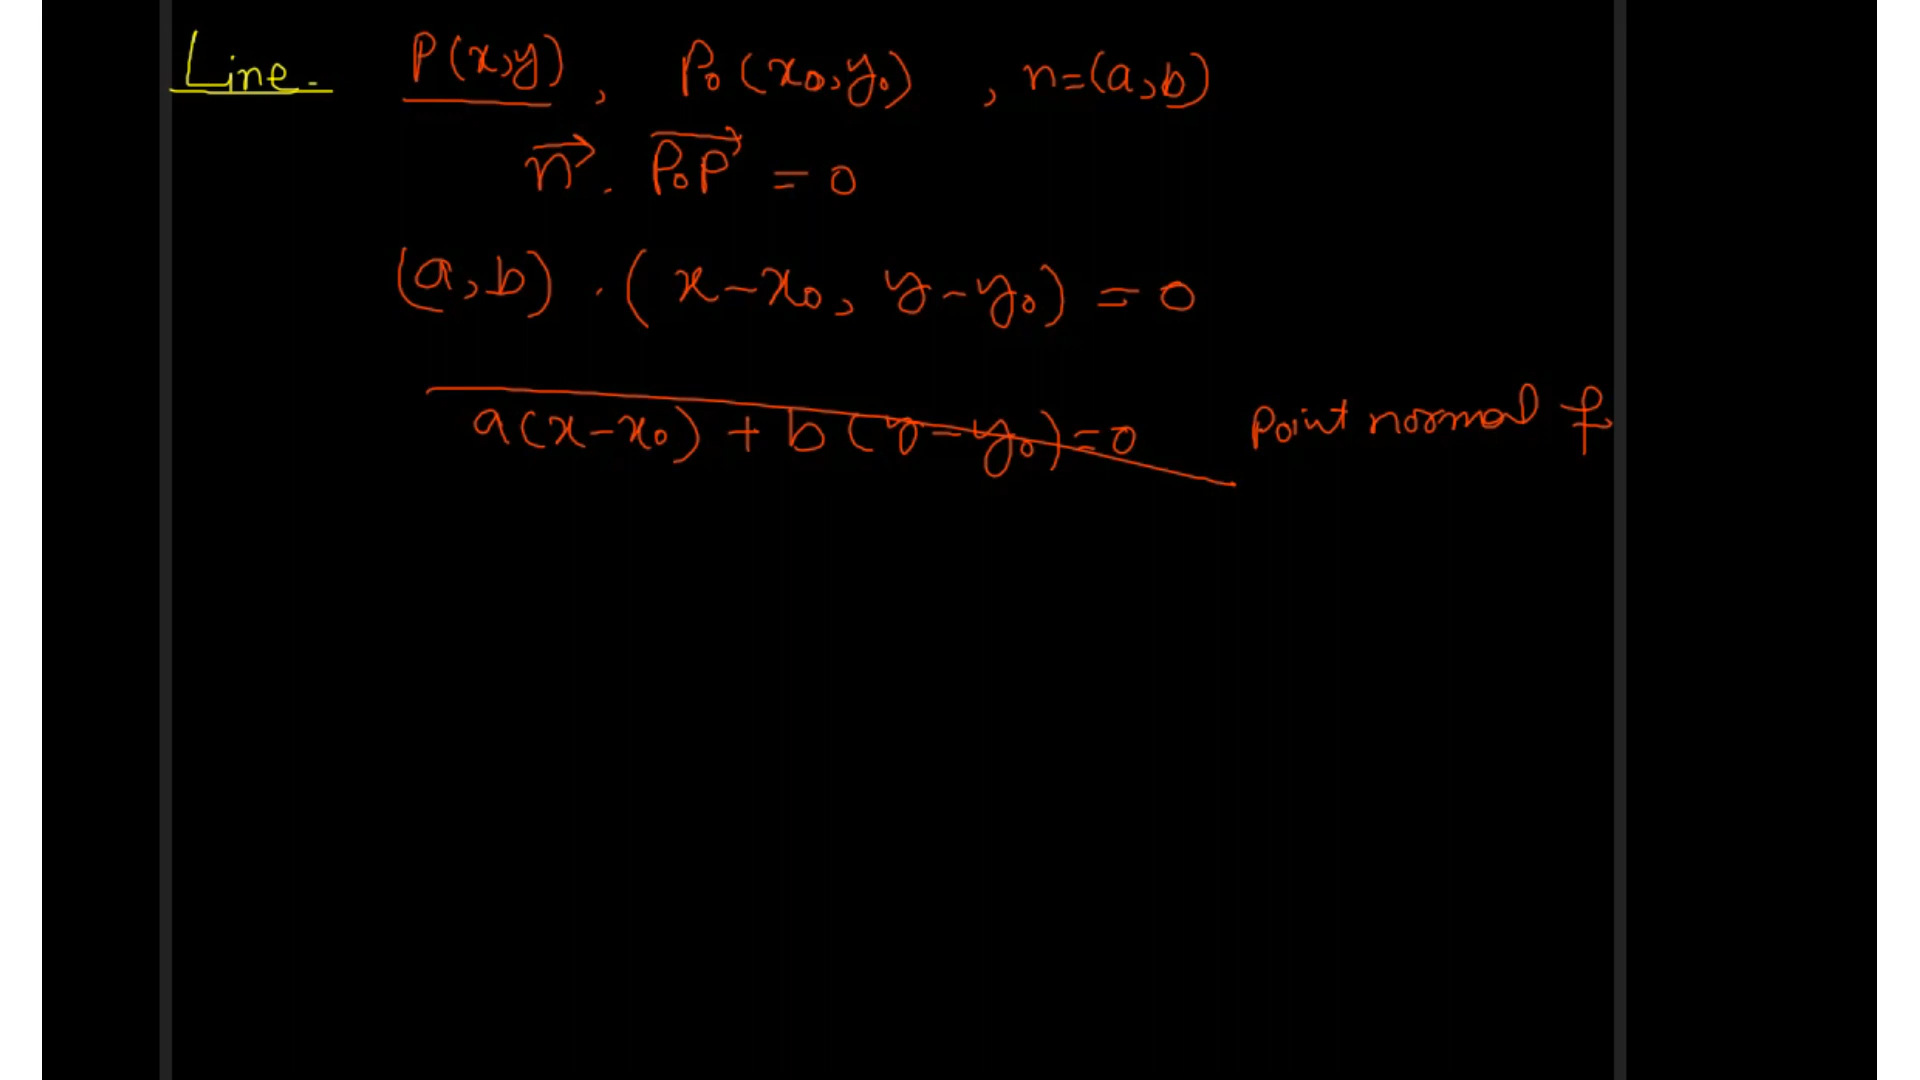 Line - P(x,y) , P₀(x₀,y₀) , n=(a,b)
n⃗ . P₀P⃗ = 0
(a,b) . (x-x₀, y-y₀) = 0
a(x-x₀) + b(y-y₀)=0 Point normal f